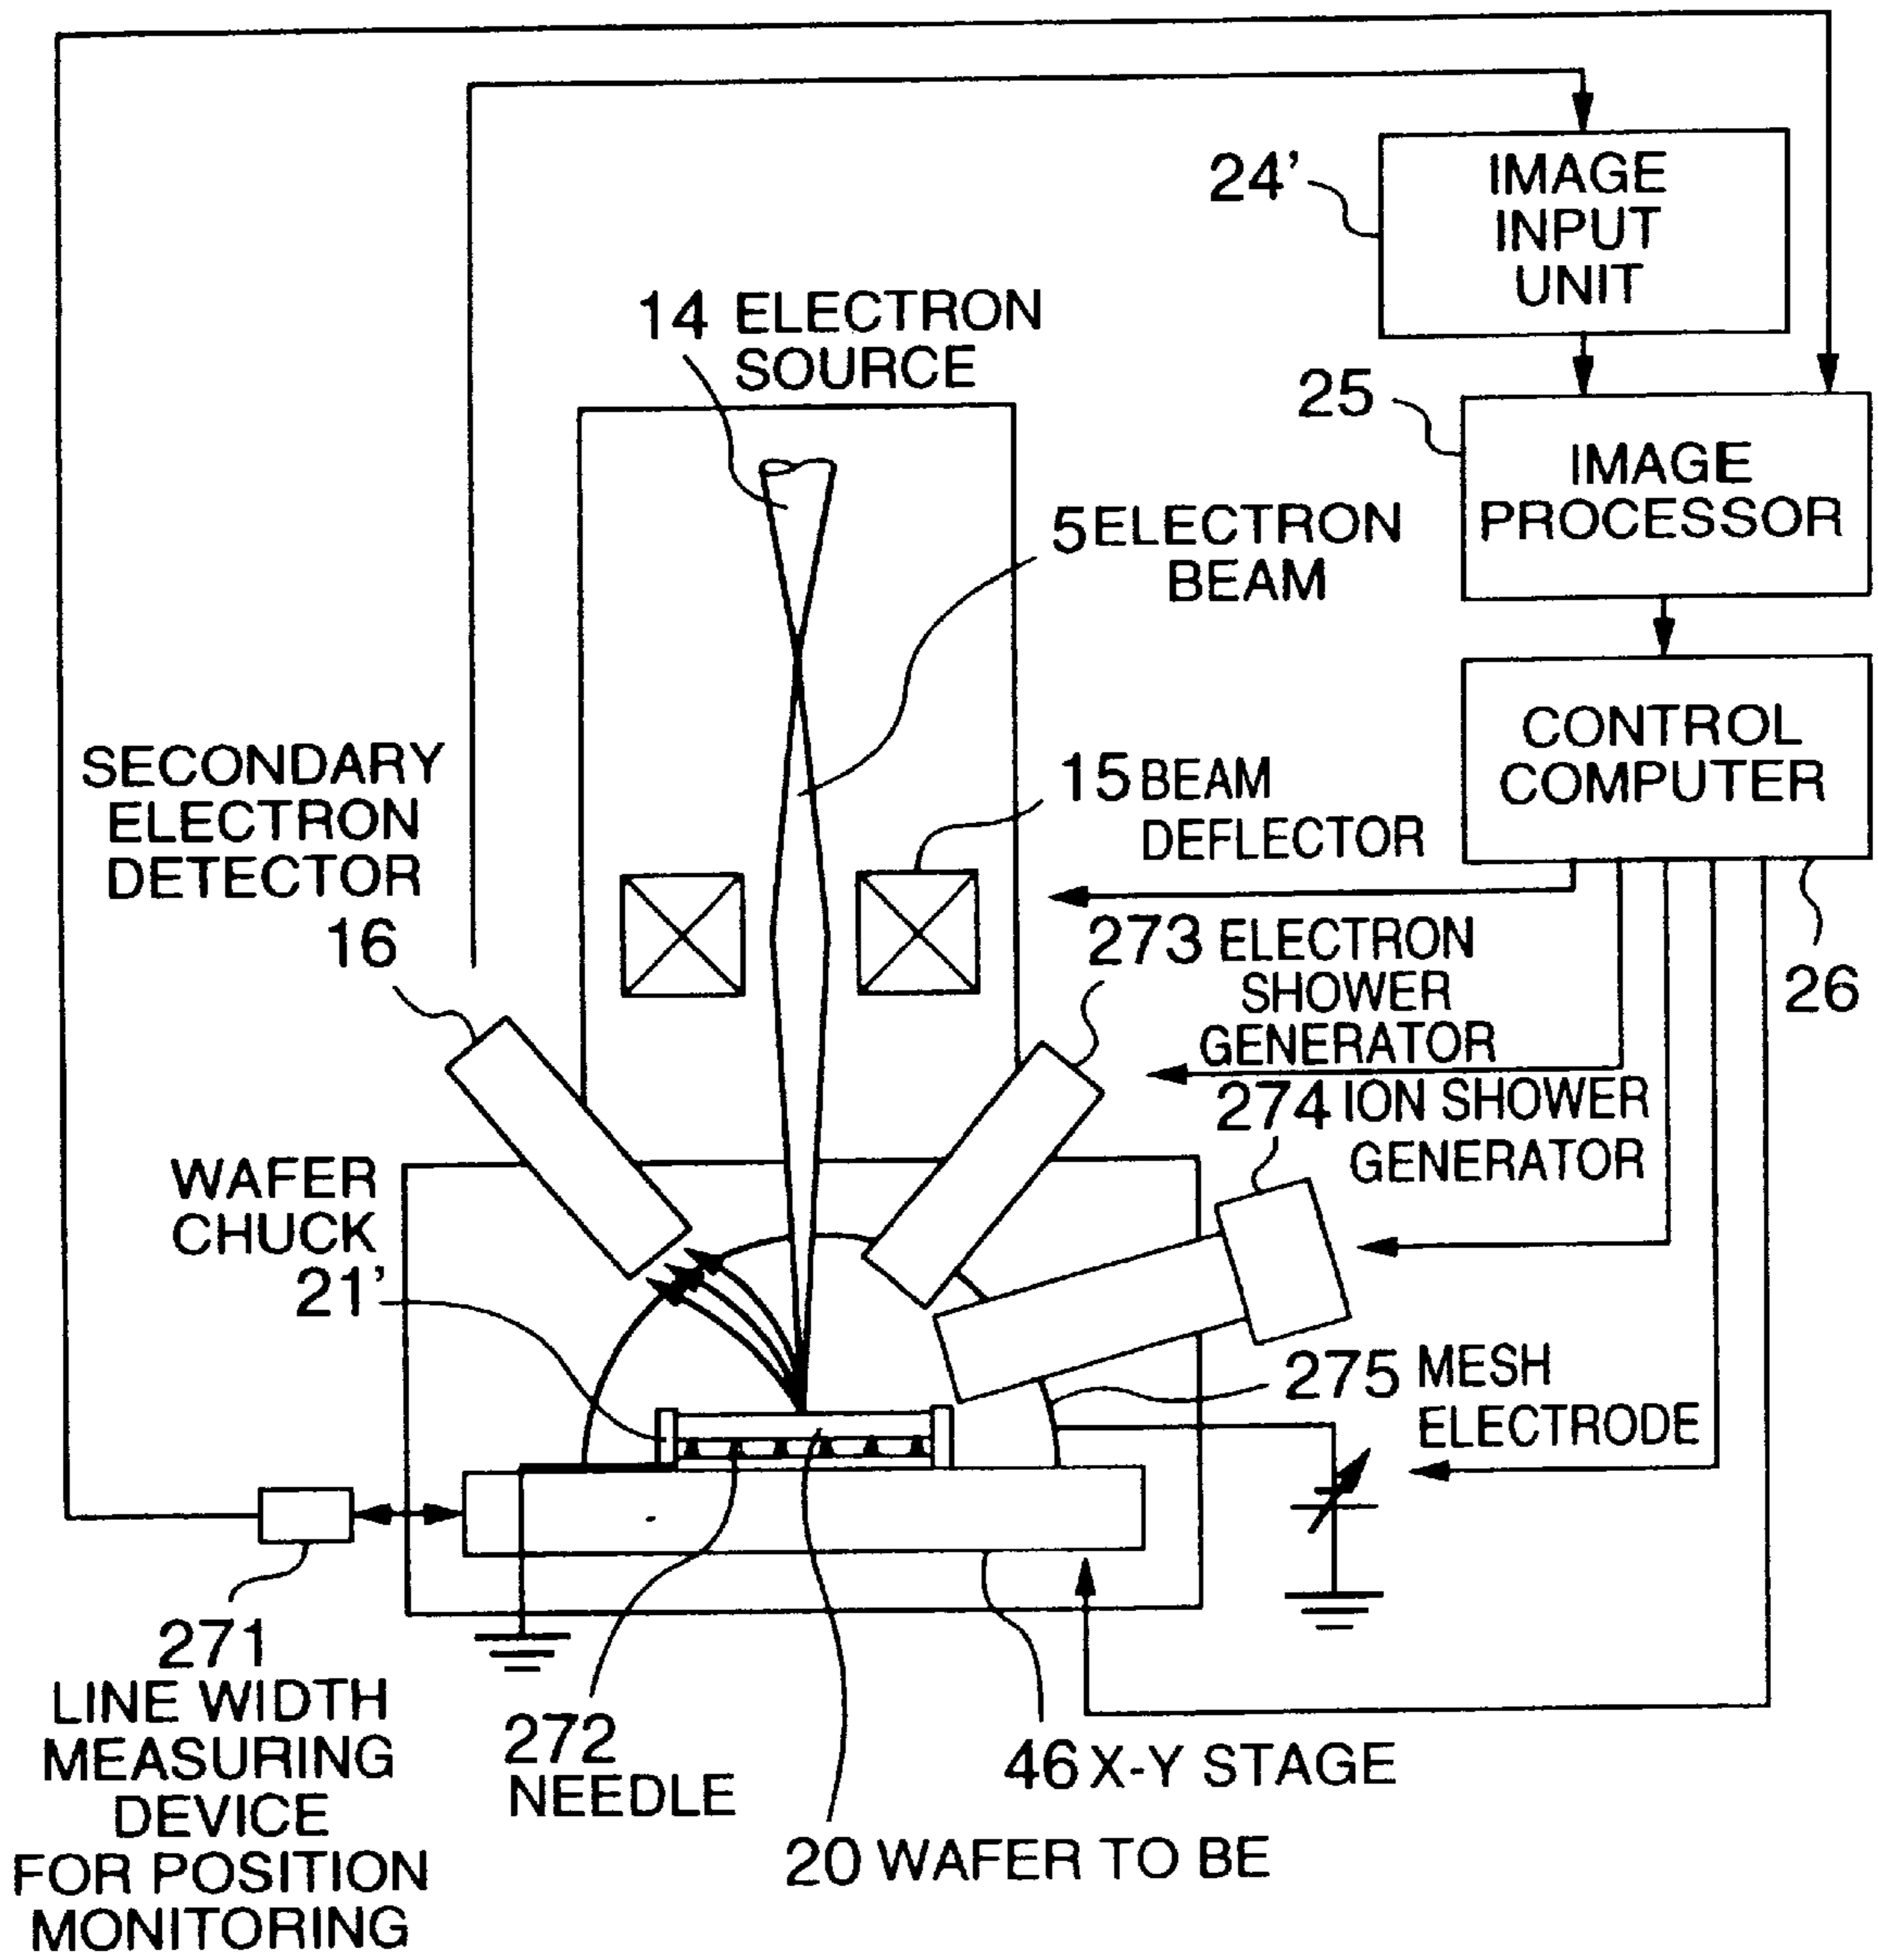 24’
IMAGE
INPUT
UNIT
14 ELECTRON
SOURCE
25
IMAGE
PROCESSOR
5 ELECTRON
BEAM
CONTROL
COMPUTER
26
SECONDARY
ELECTRON
DETECTOR
16
15 BEAM
DEFLECTOR
273 ELECTRON
SHOWER
GENERATOR
274 ION SHOWER
GENERATOR
WAFER
CHUCK
21’
275 MESH
ELECTRODE
271
LINE WIDTH
MEASURING
DEVICE
FOR POSITION
MONITORING
272
NEEDLE
46 X-Y STAGE
20 WAFER TO BE